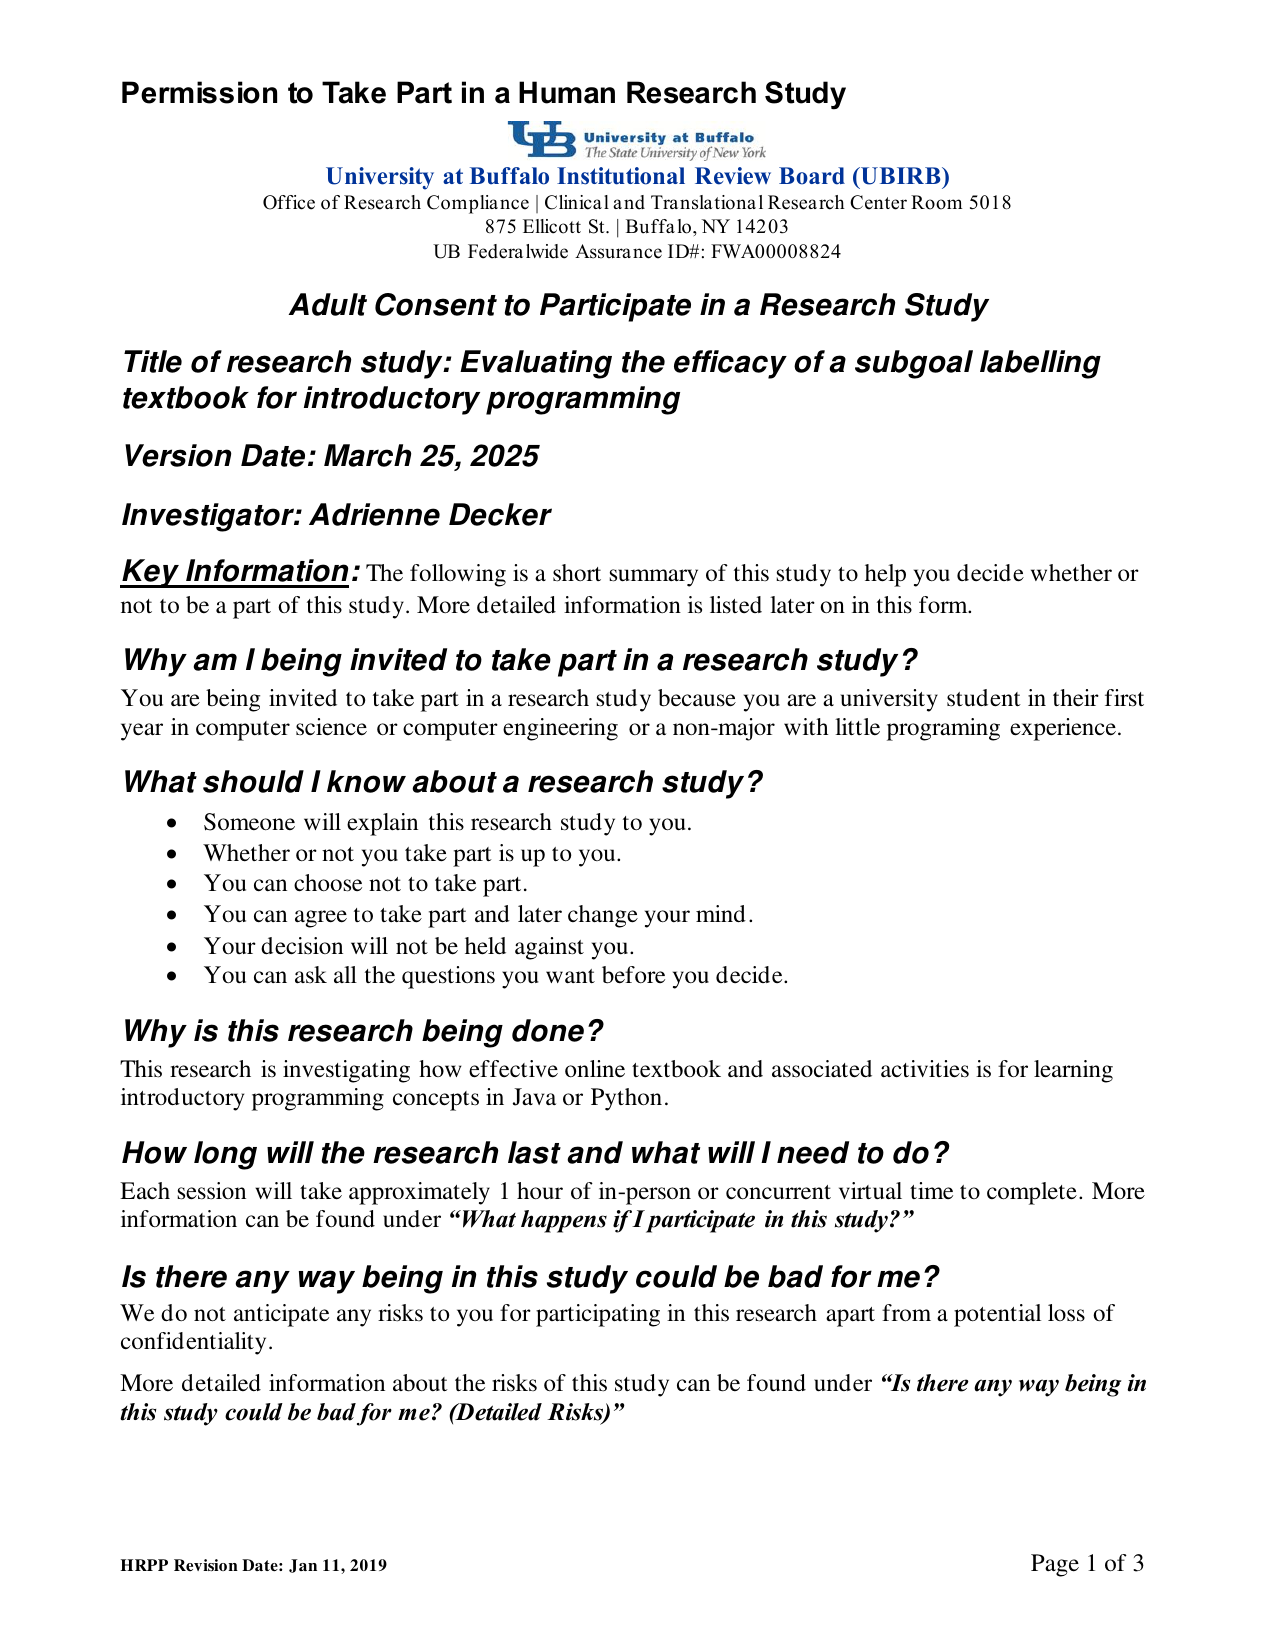 Permission to Take Part in a Human Research Study
UB University at Buffalo
The State University of New York
University at Buffalo Institutional Review Board (UBIRB)
Office of Research Compliance | Clinical and Translational Research Center Room 5018
875 Ellicott St. | Buffalo, NY 14203
UB Federalwide Assurance ID#: FWA00008824
Adult Consent to Participate in a Research Study
Title of research study: Evaluating the efficacy of a subgoal labelling
textbook for introductory programming
Version Date: March 25, 2025
Investigator: Adrienne Decker
Key Information: The following is a short summary of this study to help you decide whether or
not to be a part of this study. More detailed information is listed later on in this form.
Why am I being invited to take part in a research study?
You are being invited to take part in a research study because you are a university student in their first
year in computer science or computer engineering or a non-major with little programing experience.
What should I know about a research study?
• Someone will explain this research study to you.
• Whether or not you take part is up to you.
• You can choose not to take part.
• You can agree to take part and later change your mind.
• Your decision will not be held against you.
• You can ask all the questions you want before you decide.
Why is this research being done?
This research is investigating how effective online textbook and associated activities is for learning
introductory programming concepts in Java or Python.
How long will the research last and what will I need to do?
Each session will take approximately 1 hour of in-person or concurrent virtual time to complete. More
information can be found under “What happens if I participate in this study?”
Is there any way being in this study could be bad for me?
We do not anticipate any risks to you for participating in this research apart from a potential loss of
confidentiality.
More detailed information about the risks of this study can be found under “Is there any way being in
this study could be bad for me? (Detailed Risks)”
HRPP Revision Date: Jan 11, 2019 Page 1 of 3